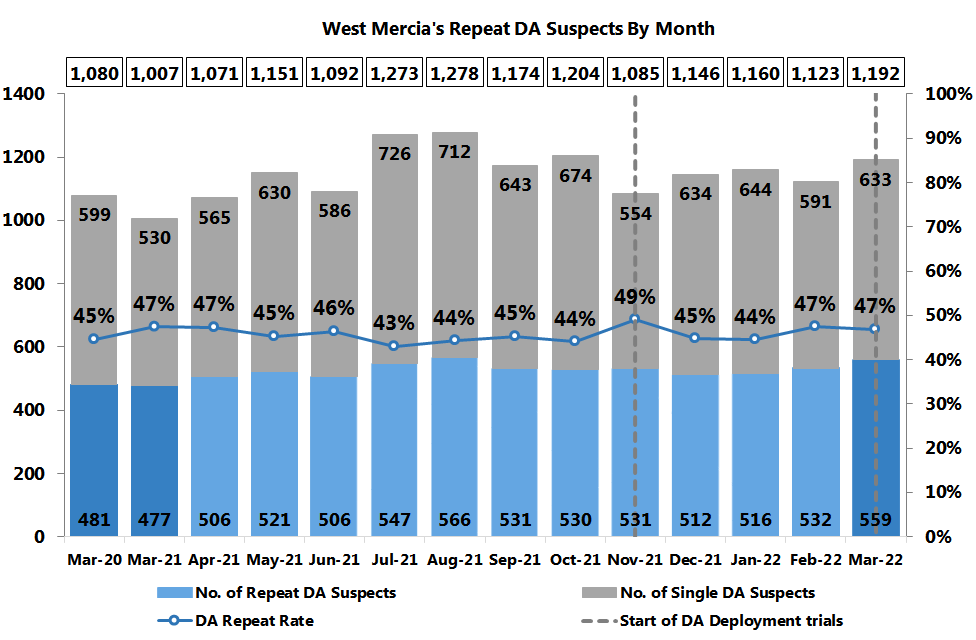 West Mercia's Repeat DA Suspects By Month
1,080 1,007 1,071 1,151 1,092 1,273 1,278 1,174 1,204 1,085 1,146 1,160 1,123 1,192
1400 100%
90%
1200
80%
1000
70%
800
60%
50%
600
40%
400
30%
200
20%
10%
0 0%
599 530 565 630 586 726 712 643 674 554 634 644 591 633
45% 47% 47% 45% 46% 43% 44% 45% 44% 49% 45% 44% 47% 47%
481 477 506 521 506 547 566 531 530 531 512 516 532 559
Mar-20 Mar-21 Apr-21 May-21 Jun-21 Jul-21 Aug-21 Sep-21 Oct-21 Nov-21 Dec-21 Jan-22 Feb-22 Mar-22
No. of Repeat DA Suspects No. of Single DA Suspects
DA Repeat Rate Start of DA Deployment trials